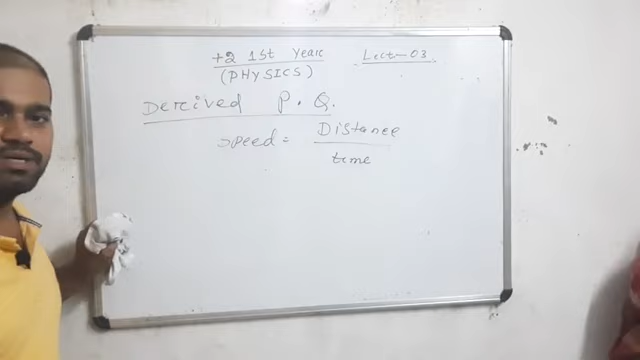 +2 1st Year Lect-03
(PHYSICS)
Derived P.Q.
Speed = Distance
time